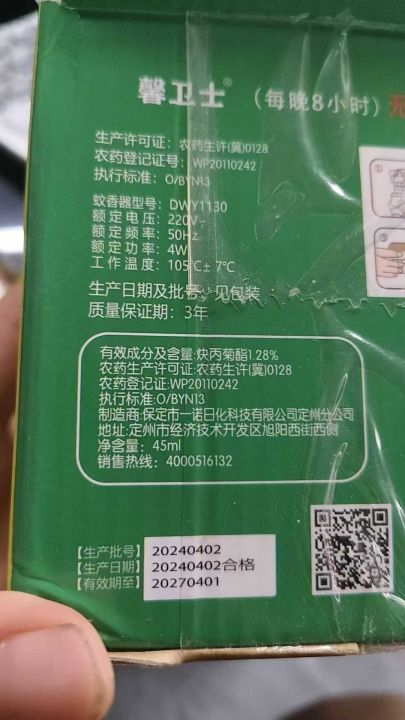 馨卫士® (每晚8小时) 无
生产许可证：农药生许(冀)0128
农药登记证号：WP20110242
执行标准：O/BYN13
蚊香器型号：DWY1130
额定电压：220V~
额定频率：50Hz
额定功率：4W
工作温度：105℃±7℃
生产日期及批号：见包装
质量保证期：3年
有效成分及含量:炔丙菊酯1.28%
农药生产许可证:农药生许(冀)0128
农药登记证:WP20110242
执行标准:O/BYN13
制造商:保定市一诺日化科技有限公司定州分公司
地址:定州市经济技术开发区旭阳西街西侧
净含量:45ml
销售热线:4000516132
【生产批号】20240402
【生产日期】20240402合格
【有效期至】20270401